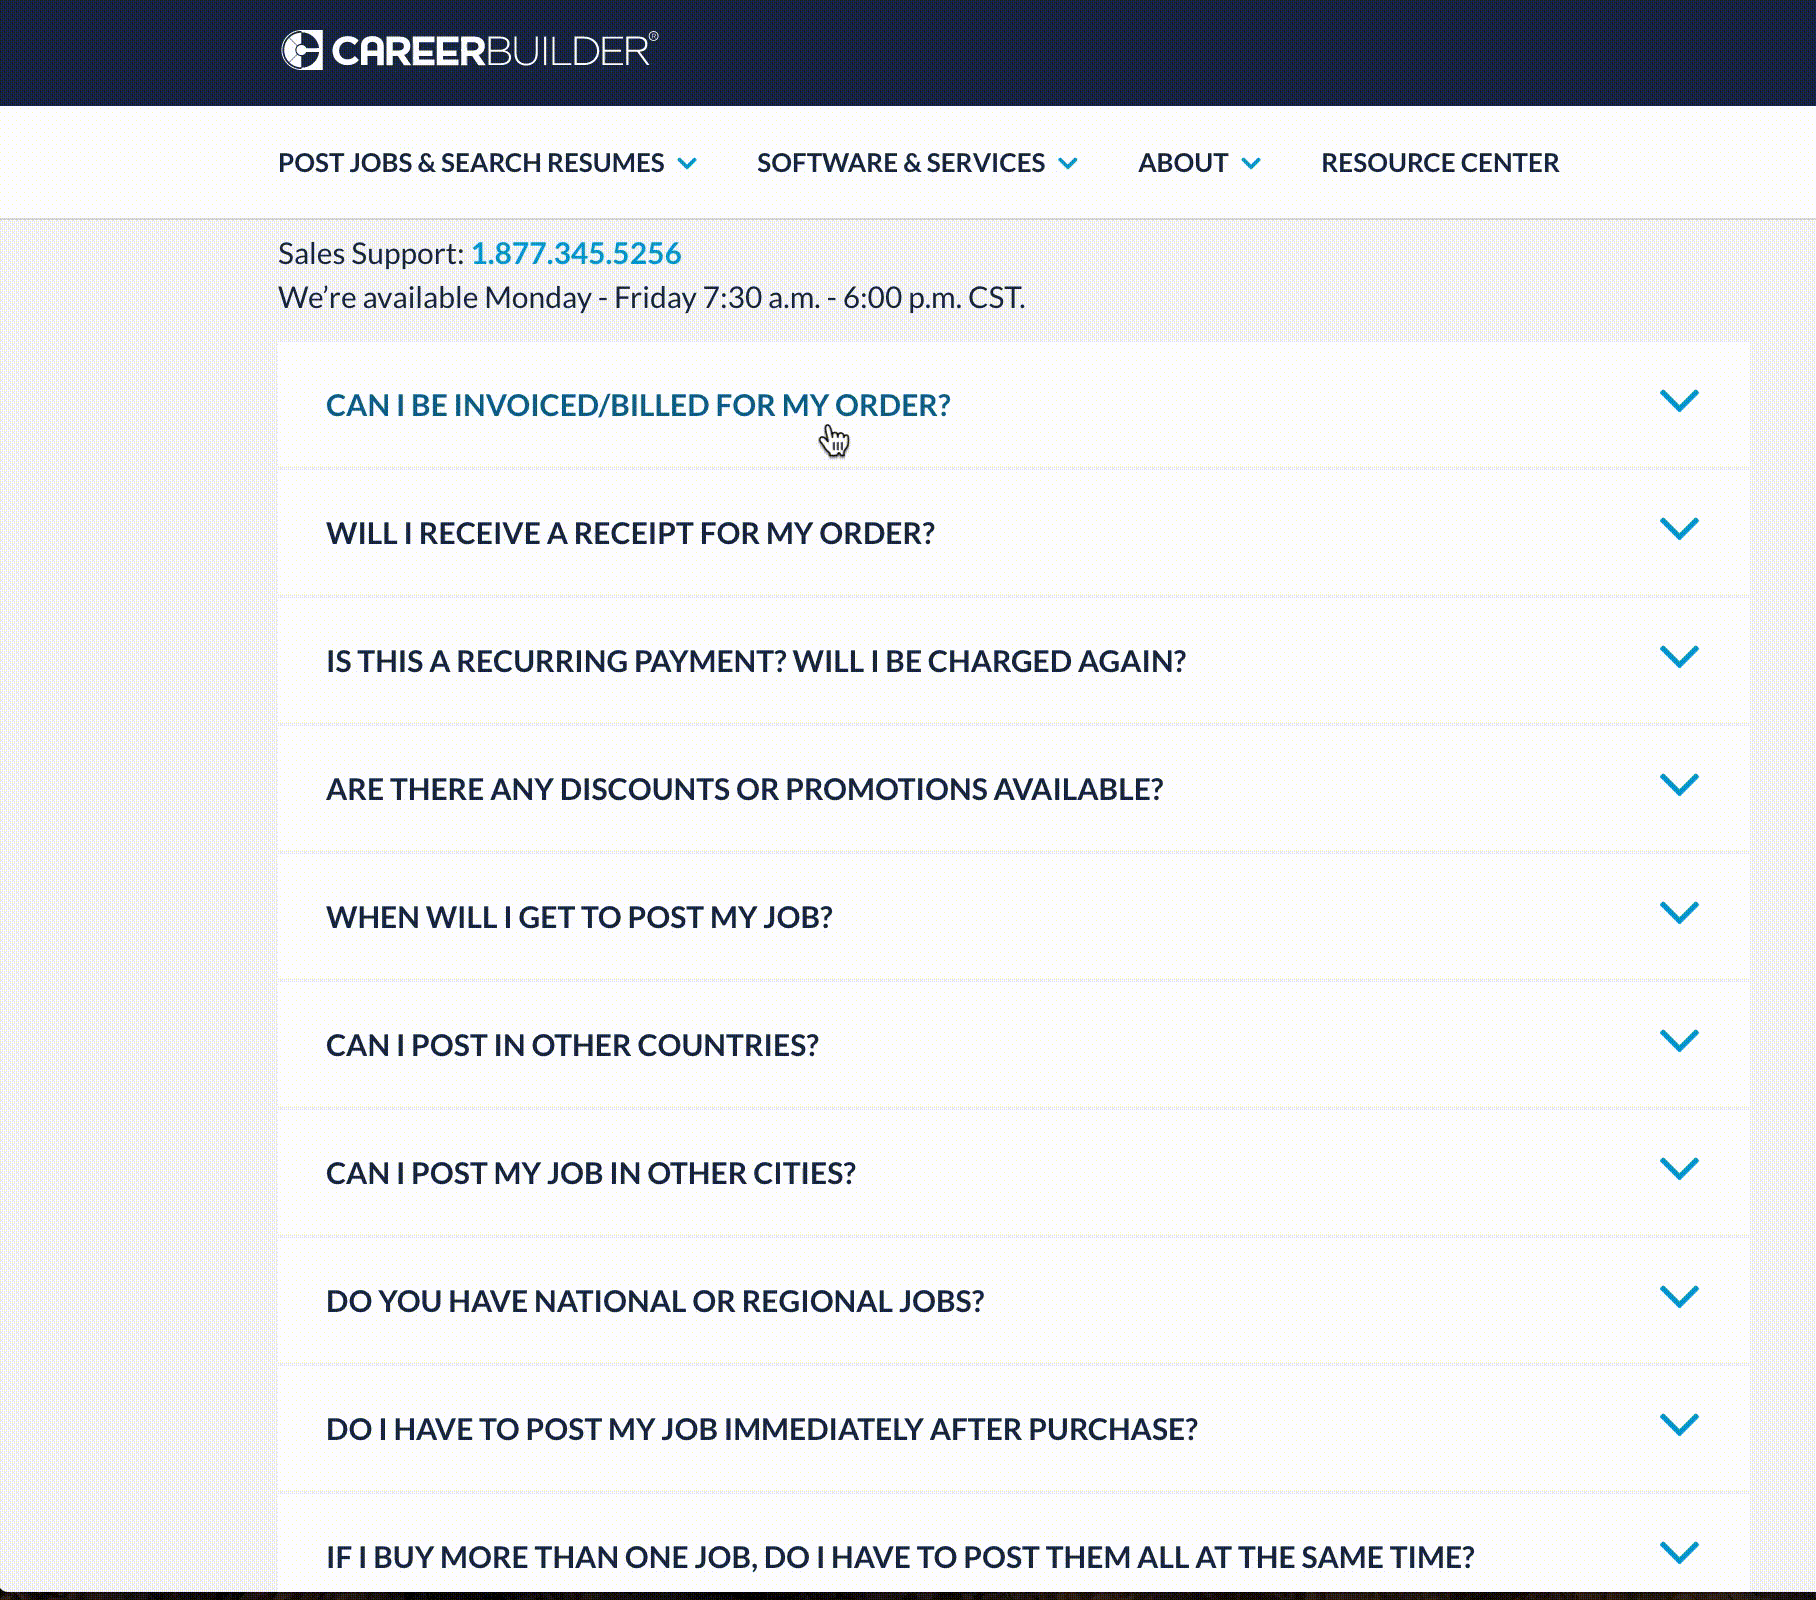 CAREERBUILDER®
POST JOBS & SEARCH RESUMES
SOFTWARE & SERVICES
ABOUT
RESOURCE CENTER
Sales Support: 1.877.345.5256
We’re available Monday - Friday 7:30 a.m. - 6:00 p.m. CST.
CAN I BE INVOICED/BILLED FOR MY ORDER?
WILL I RECEIVE A RECEIPT FOR MY ORDER?
IS THIS A RECURRING PAYMENT? WILL I BE CHARGED AGAIN?
ARE THERE ANY DISCOUNTS OR PROMOTIONS AVAILABLE?
WHEN WILL I GET TO POST MY JOB?
CAN I POST IN OTHER COUNTRIES?
CAN I POST MY JOB IN OTHER CITIES?
DO YOU HAVE NATIONAL OR REGIONAL JOBS?
DO I HAVE TO POST MY JOB IMMEDIATELY AFTER PURCHASE?
IF I BUY MORE THAN ONE JOB, DO I HAVE TO POST THEM ALL AT THE SAME TIME?